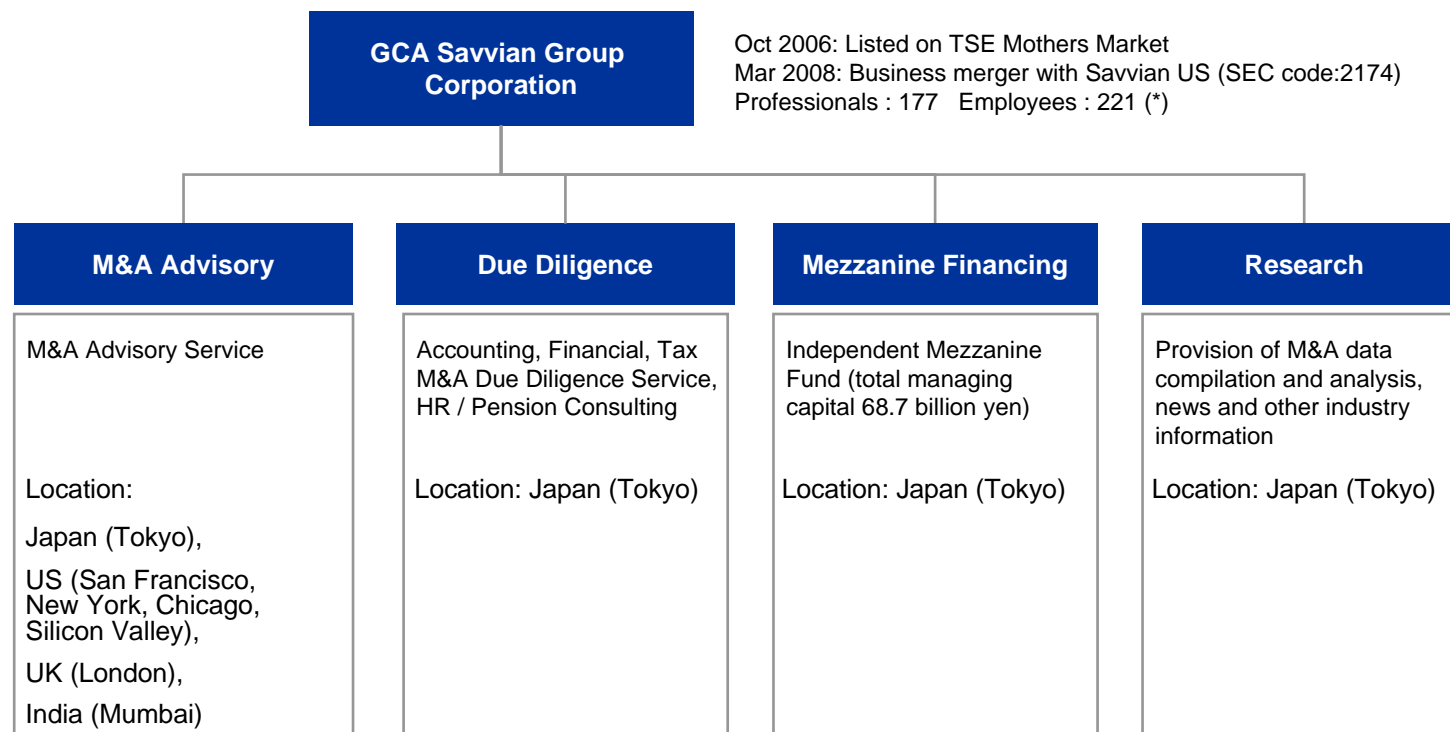 GCA Savvian Group
Corporation
Oct 2006: Listed on TSE Mothers Market
Mar 2008: Business merger with Savvian US (SEC code:2174)
Professionals : 177   Employees : 221 (*)
M&A Advisory
M&A Advisory Service
Location:
Japan (Tokyo),
US (San Francisco,
New York, Chicago,
Silicon Valley),
UK (London),
India (Mumbai)
Due Diligence
Accounting, Financial, Tax
M&A Due Diligence Service,
HR / Pension Consulting
Location: Japan (Tokyo)
Mezzanine Financing
Independent Mezzanine
Fund (total managing
capital 68.7 billion yen)
Location: Japan (Tokyo)
Research
Provision of M&A data
compilation and analysis,
news and other industry
information
Location: Japan (Tokyo)